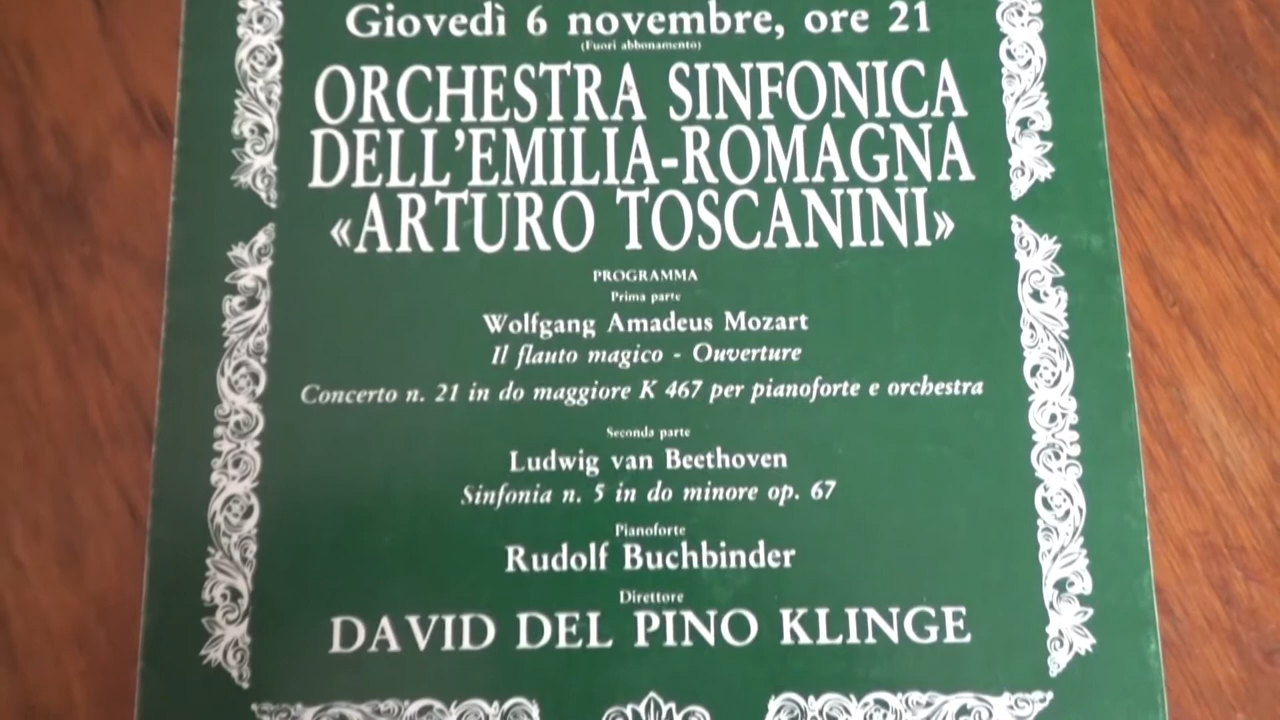 Giovedì 6 novembre, ore 21
(Fuori abbonamento)
ORCHESTRA SINFONICA
DELL'EMILIA-ROMAGNA
«ARTURO TOSCANINI»
PROGRAMMA
Prima parte
Wolfgang Amadeus Mozart
Il flauto magico - Ouverture
Concerto n. 21 in do maggiore K 467 per pianoforte e orchestra
Seconda parte
Ludwig van Beethoven
Sinfonia n. 5 in do minore op. 67
Pianoforte
Rudolf Buchbinder
Direttore
DAVID DEL PINO KLINGE